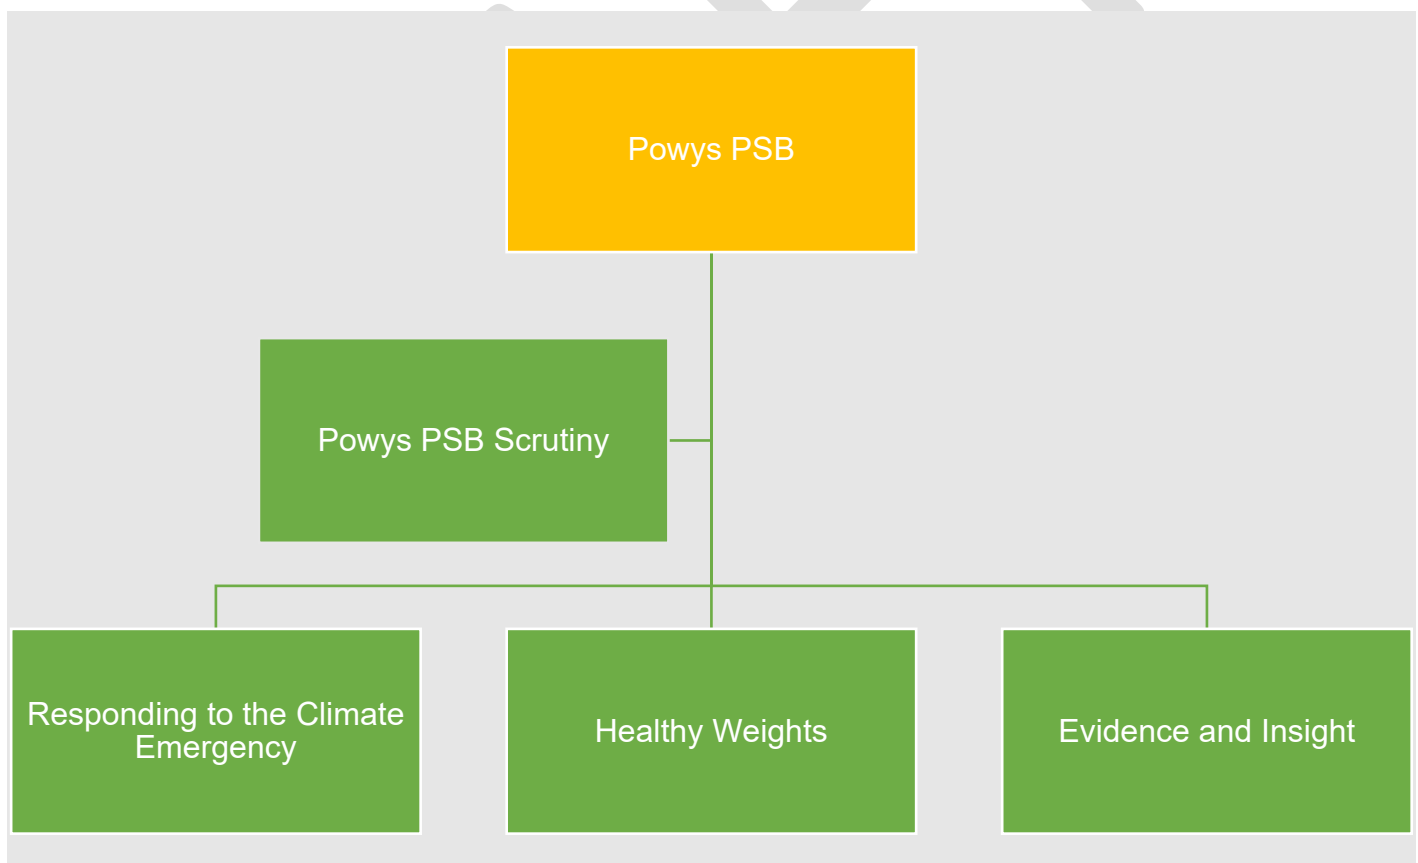 Powys PSB
Powys PSB Scrutiny
Responding to the Climate
Emergency
Healthy Weights
Evidence and Insight